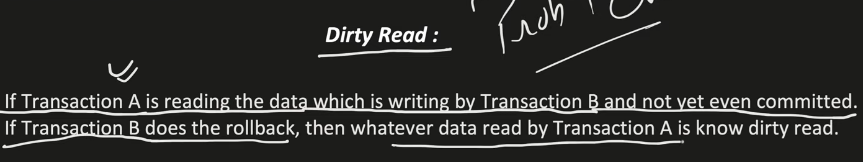 Dirty Read :
If Transaction A is reading the data which is writing by Transaction B and not yet even committed.
If Transaction B does the rollback, then whatever data read by Transaction A is know dirty read.